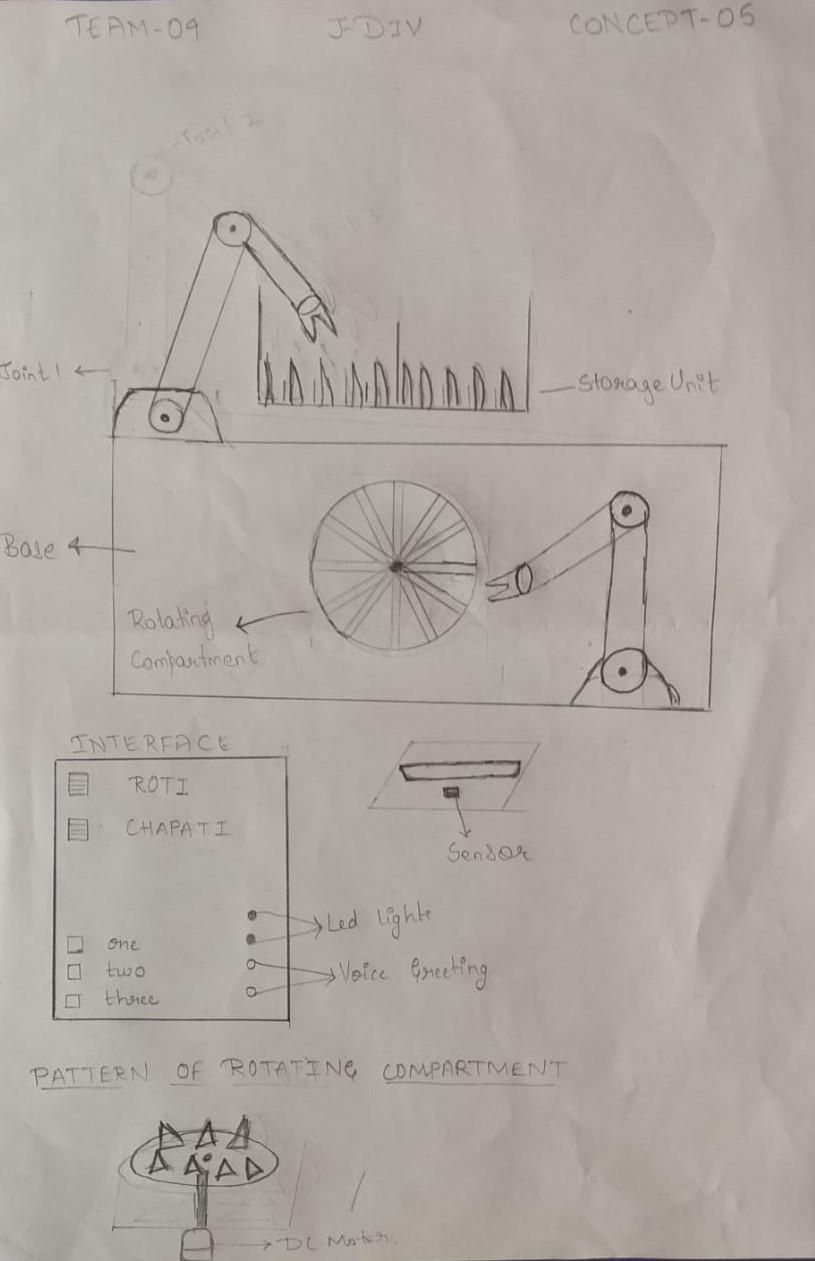 TEAM-09 J-DIV CONCEPT-05
Joint 2
Joint 1
Storage Unit
Base
Rotating
Compartment
INTERFACE
ROTI
CHAPATI
Sensor
Led lights
one
two
Voice Greeting
three
PATTERN OF ROTATING COMPARTMENT
DC Motor